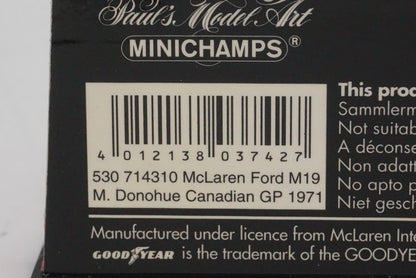 Paul's Model Art
MINICHAMPS®
This
Sammlerm
Not suitab
A déconse
Non adatt
No apto p
Niet gesch
4 012138 037427
530 714310 McLaren Ford M19
M. Donohue Canadian GP 1971
Manufactured under licence from McLaren Inte
GOODYEAR is the trademark of the GOODYE